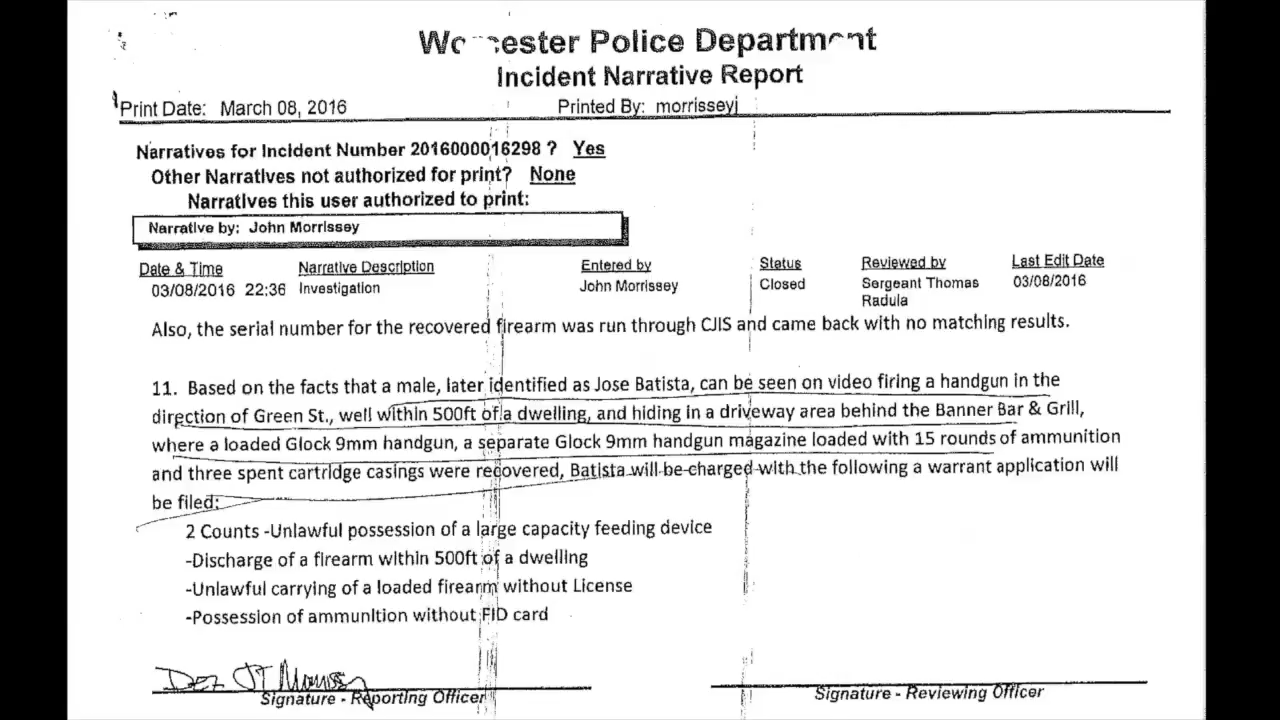 Worcester Police Department
Incident Narrative Report
Print Date: March 08, 2016 Printed By: morrisseyj
Narratives for Incident Number 2016000016298 ? Yes
Other Narratives not authorized for print? None
Narratives this user authorized to print:
Narrative by: John Morrissey
Date & Time Narrative Description Entered by Status Reviewed by Last Edit Date
03/08/2016 22:36 Investigation John Morrissey Closed Sergeant Thomas 03/08/2016
Radula
Also, the serial number for the recovered firearm was run through CJIS and came back with no matching results.
11. Based on the facts that a male, later identified as Jose Batista, can be seen on video firing a handgun in the
direction of Green St., well within 500ft of a dwelling, and hiding in a driveway area behind the Banner Bar & Grill,
where a loaded Glock 9mm handgun, a separate Glock 9mm handgun magazine loaded with 15 rounds of ammunition
and three spent cartridge casings were recovered, Batista will be charged with the following a warrant application will
be filed:
2 Counts -Unlawful possession of a large capacity feeding device
-Discharge of a firearm within 500ft of a dwelling
-Unlawful carrying of a loaded firearm without License
-Possession of ammunition without FID card
Signature - Reporting Officer Signature - Reviewing Officer